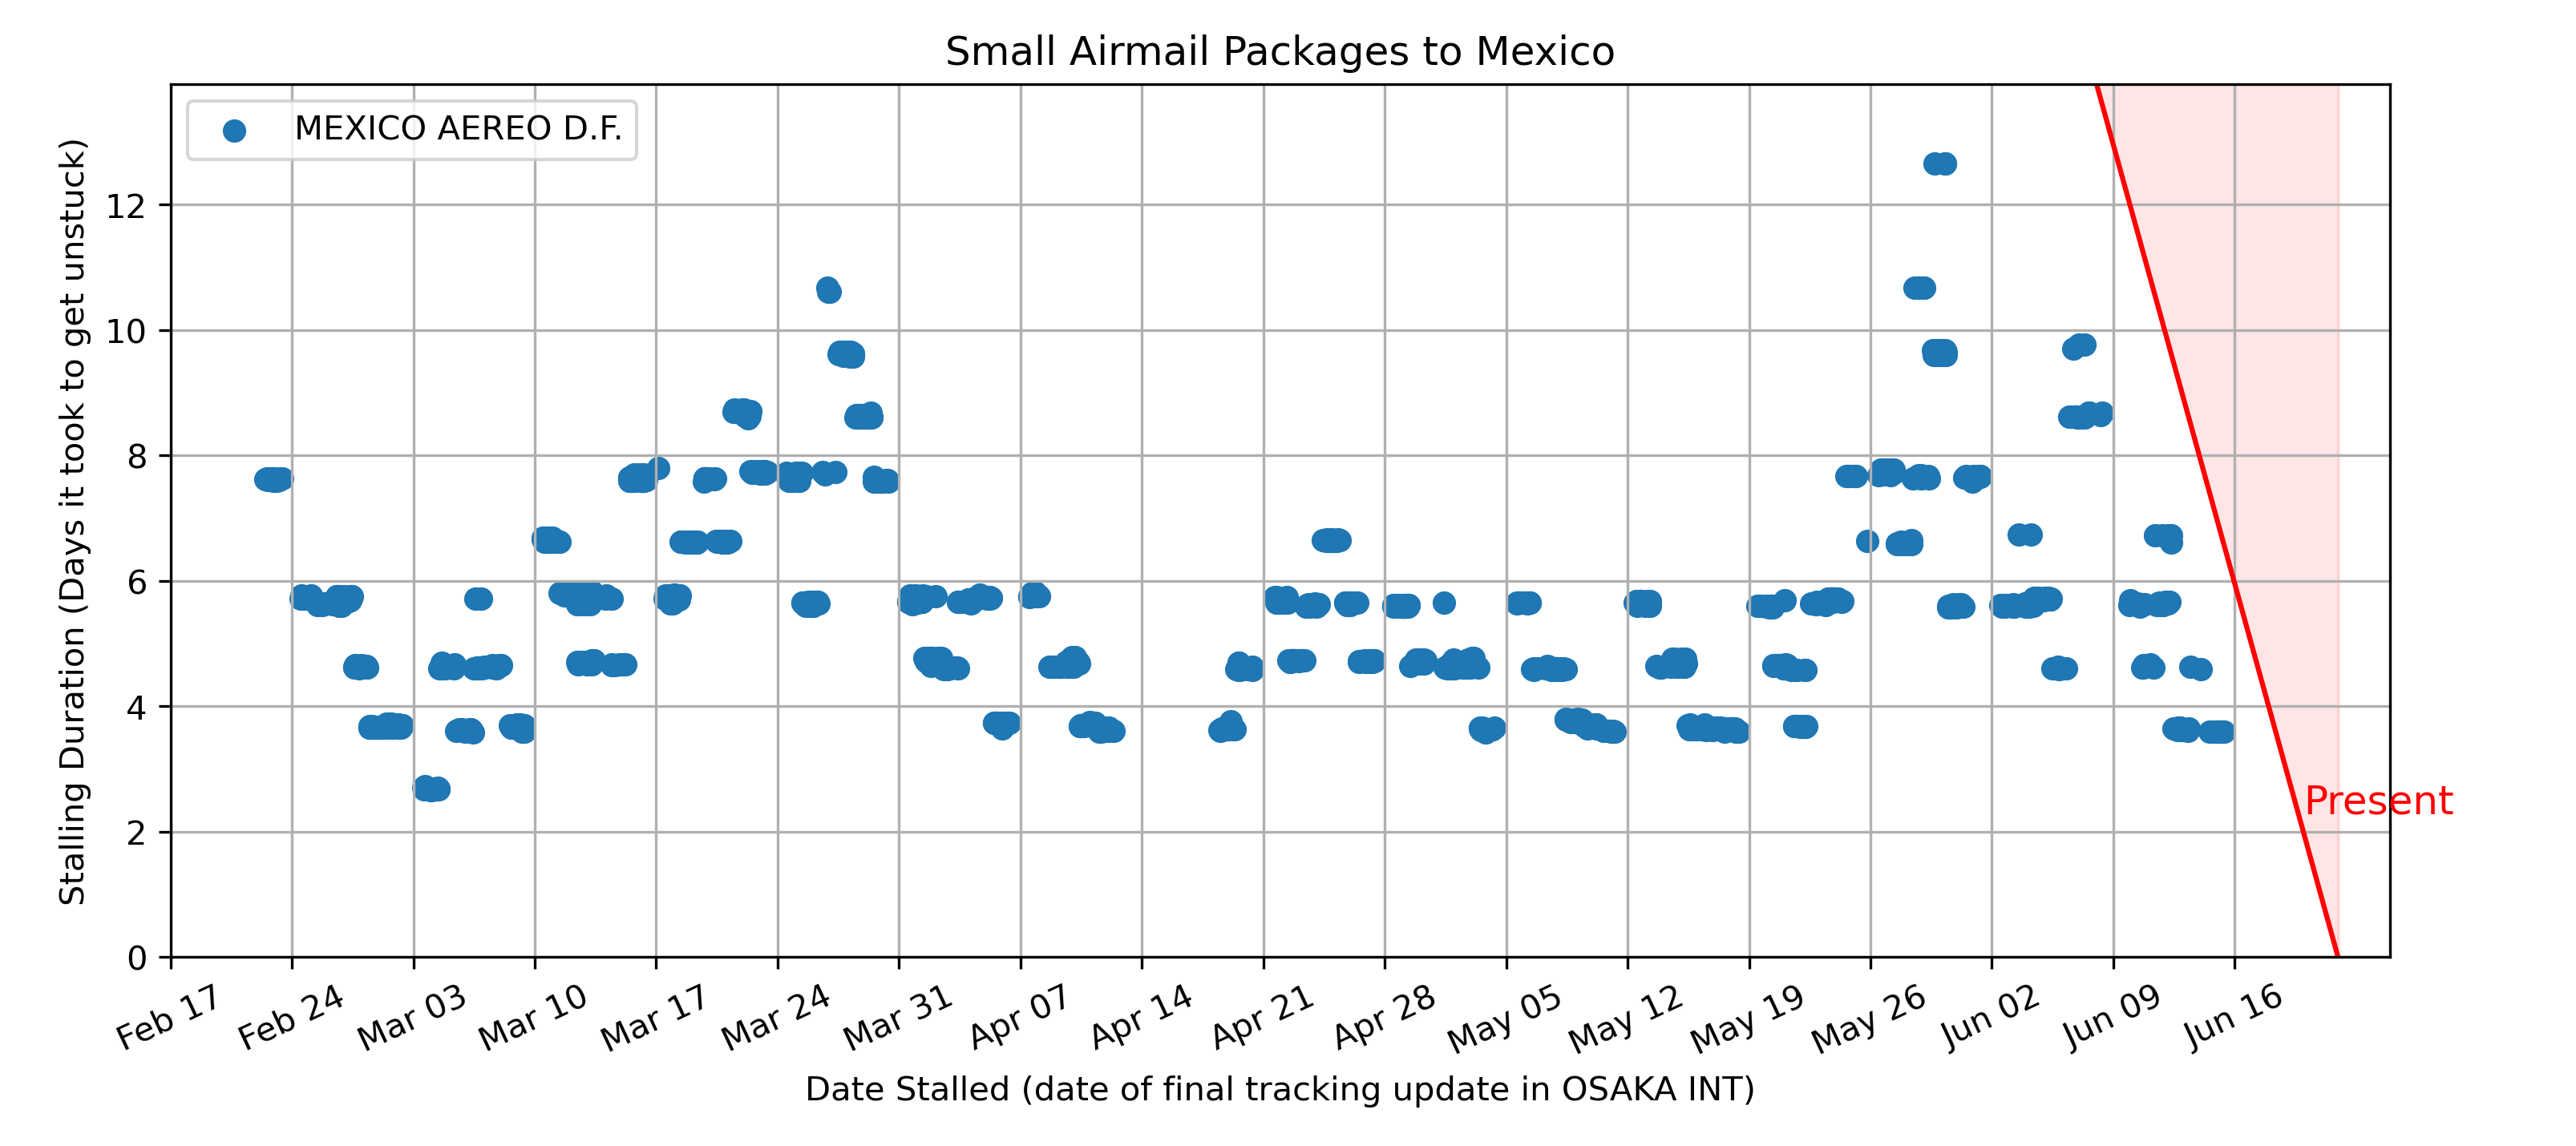 Small Airmail Packages to Mexico
MEXICO AEREO D.F.
Stalling Duration (Days it took to get unstuck)
12
10
8
6
4
2
0
Present
Feb 17
Feb 24
Mar 03
Mar 10
Mar 17
Mar 24
Mar 31
Apr 07
Apr 14
Apr 21
Apr 28
May 05
May 12
May 19
May 26
Jun 02
Jun 09
Jun 16
Date Stalled (date of final tracking update in OSAKA INT)